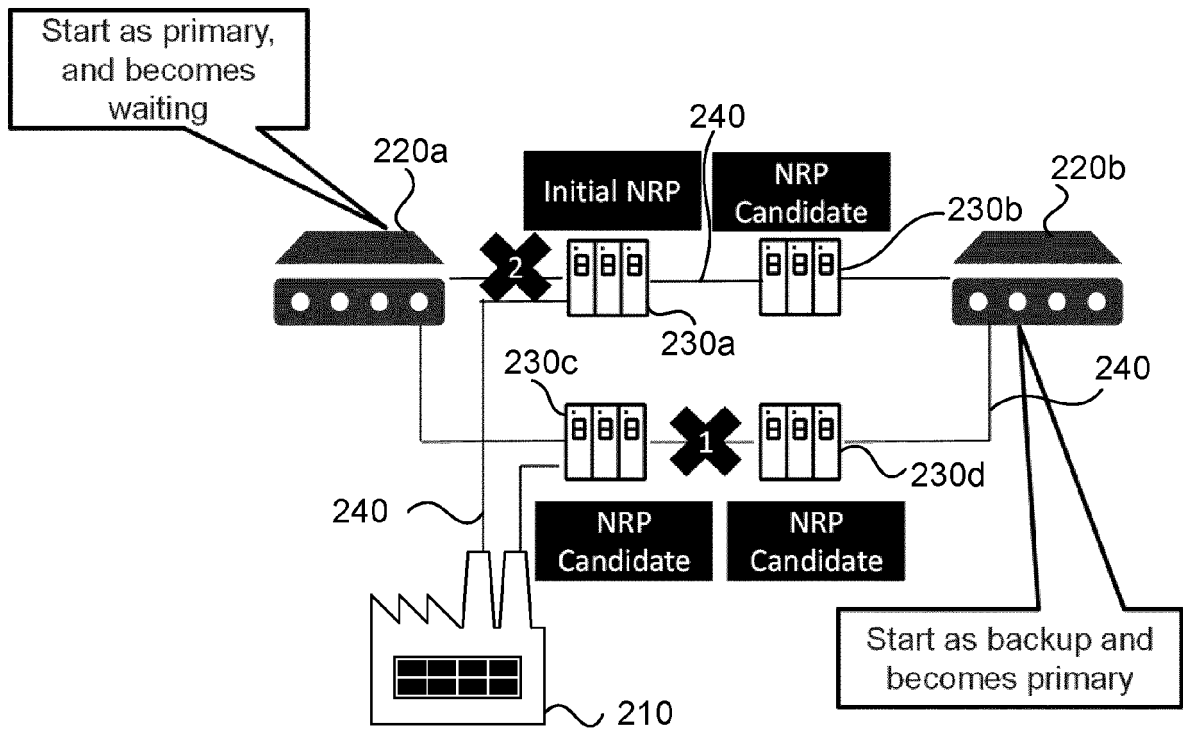 Start as primary,
and becomes
waiting
240
220a
Initial NRP
NRP
Candidate
220b
230b
2
230a
230c
240
1
230d
240
NRP
Candidate
NRP
Candidate
Start as backup and
becomes primary
210